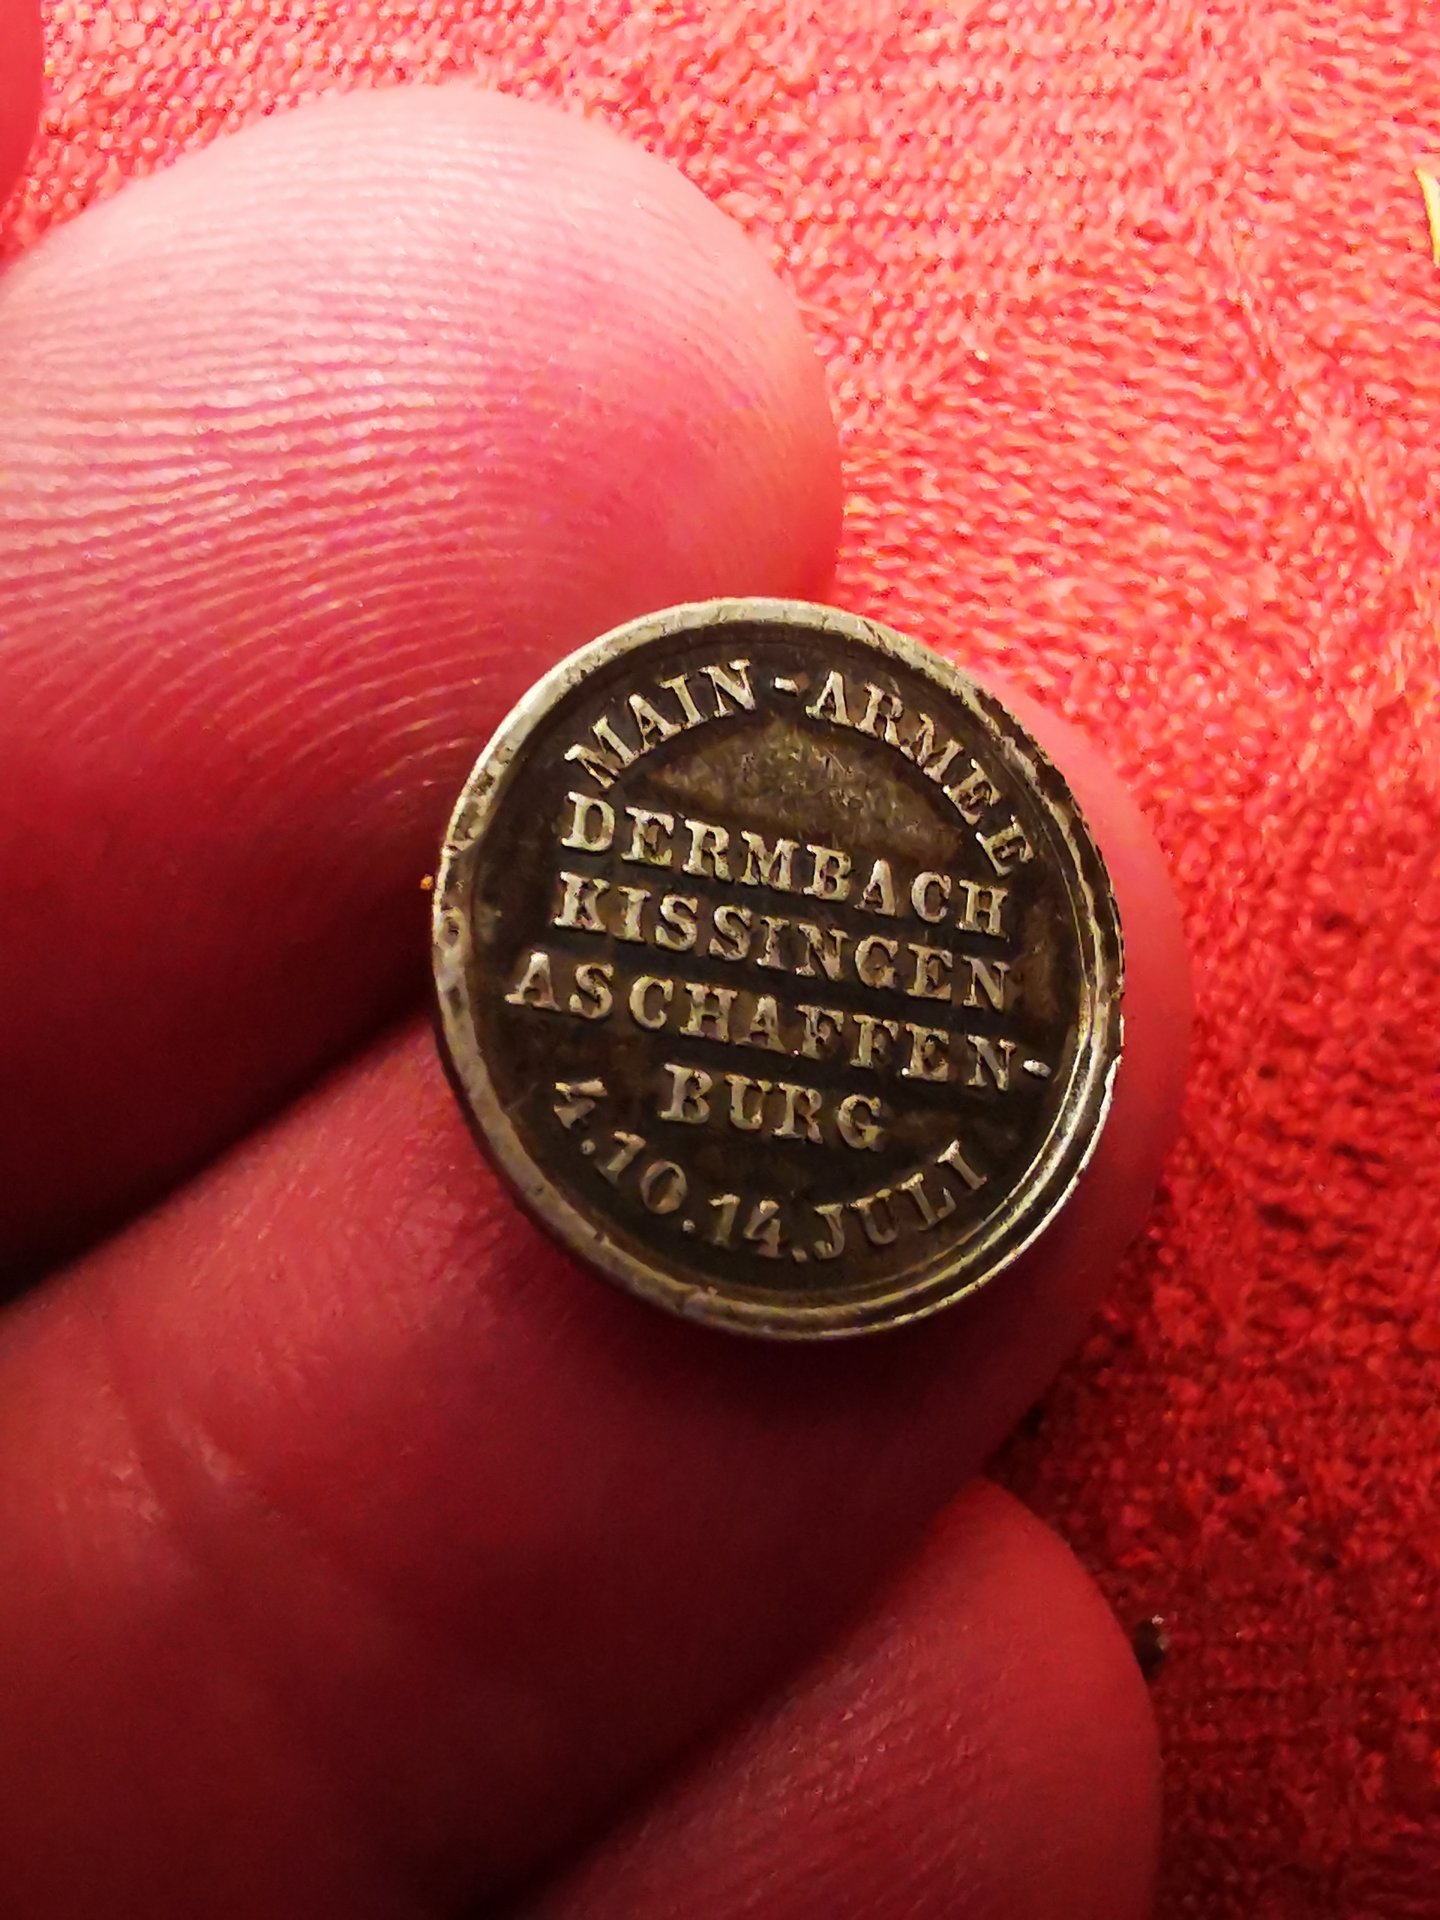 MAIN-ARMEE
DERMBACH
KISSINGEN
ASCHAFFEN-
BURG
4.10.14.JULI